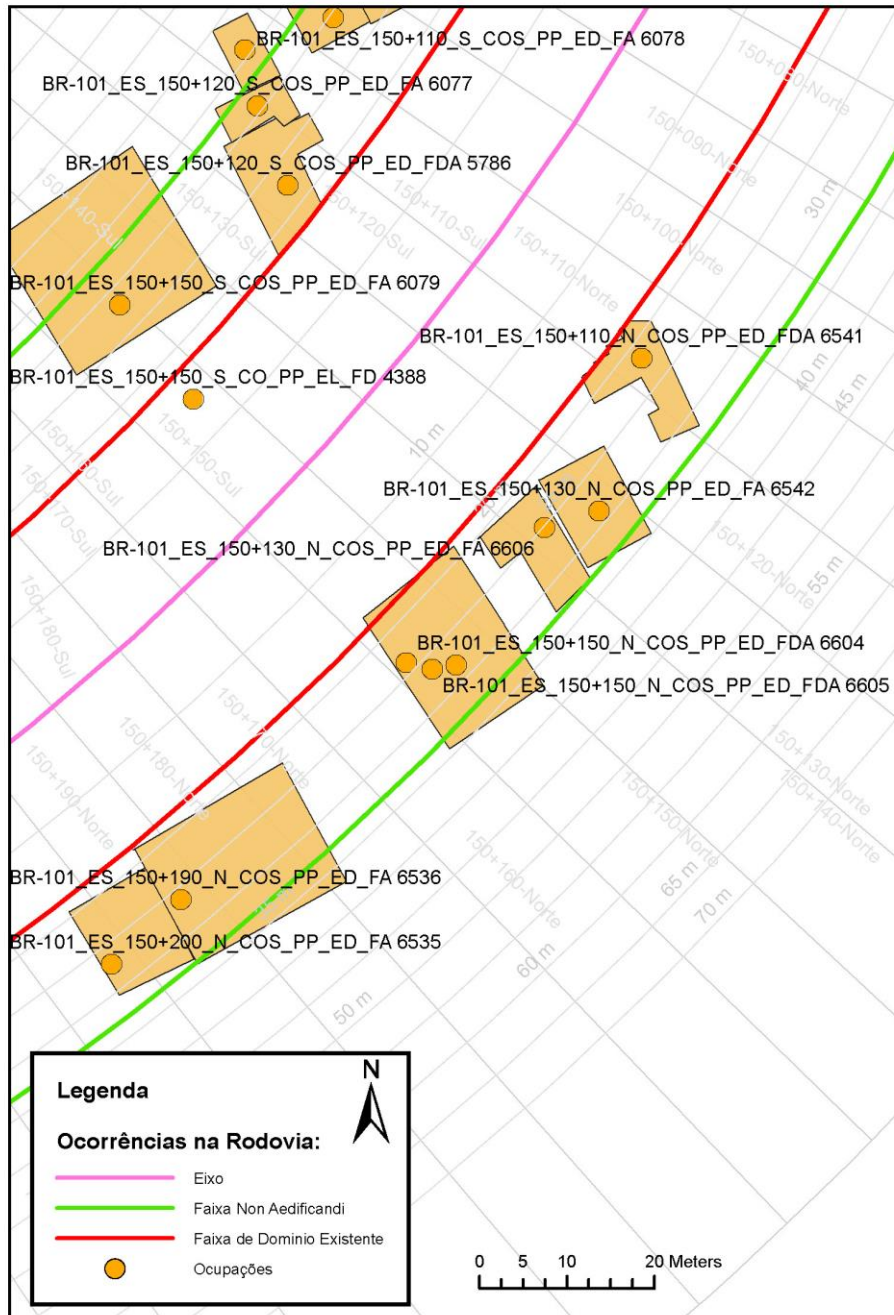 BR-101_ES_150+110_S_COS_PP_ED_FA 6078
BR-101_ES_150+120_S_COS_PP_ED_FA 6077
150+080-Norte
150+090-Norte
BR-101_ES_150+120_S_COS_PP_ED_FDA 5786
30 m
150+140-Sul
150+130-Sul
150+120-Sul
150+110-Sul
150+100-Norte
150+110-Norte
BR-101_ES_150+150_S_COS_PP_ED_FA 6079
BR-101_ES_150+110_N_COS_PP_ED_FDA 6541
BR-101_ES_150+150_S_CO_PP_EL_FD 4388
40 m
45 m
10 m
150+160-Sul
150+150-Sul
150+170-Sul
BR-101_ES_150+130_N_COS_PP_ED_FA 6542
BR-101_ES_150+130_N_COS_PP_ED_FA 6606
150+120-Norte
55 m
150+180-Sul
BR-101_ES_150+150_N_COS_PP_ED_FDA 6604
BR-101_ES_150+150_N_COS_PP_ED_FDA 6605
150+170-Norte
150+180-Norte
150+190-Norte
150+130-Norte
150+140-Norte
150+150-Norte
150+160-Norte
65 m
70 m
BR-101_ES_150+190_N_COS_PP_ED_FA 6536
BR-101_ES_150+200_N_COS_PP_ED_FA 6535
60 m
50 m
N
Legenda
Ocorrências na Rodovia:
Eixo
Faixa Non Aedificandi
Faixa de Dominio Existente
Ocupações
0 5 10 20 Meters